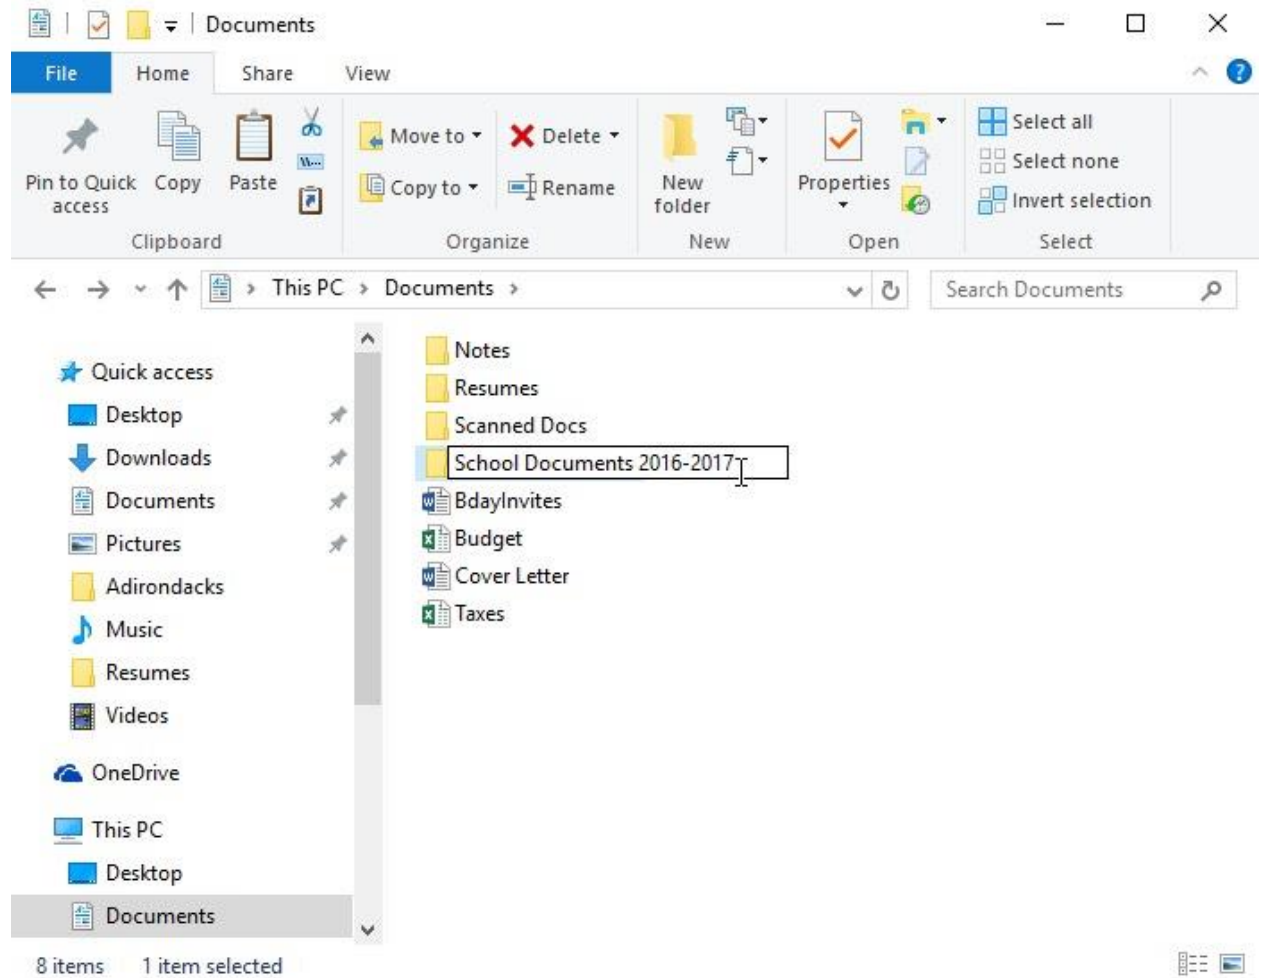 Documents
File Home Share View
Pin to Quick access
Copy
Paste
Move to
Copy to
Delete
Rename
New folder
Properties
Select all
Select none
Invert selection
Clipboard Organize New Open Select
This PC > Documents >
Search Documents
Quick access
Desktop
Downloads
Documents
Pictures
Adirondacks
Music
Resumes
Videos
OneDrive
This PC
Desktop
Documents
Notes
Resumes
Scanned Docs
School Documents 2016-2017
BdayInvites
Budget
Cover Letter
Taxes
8 items 1 item selected